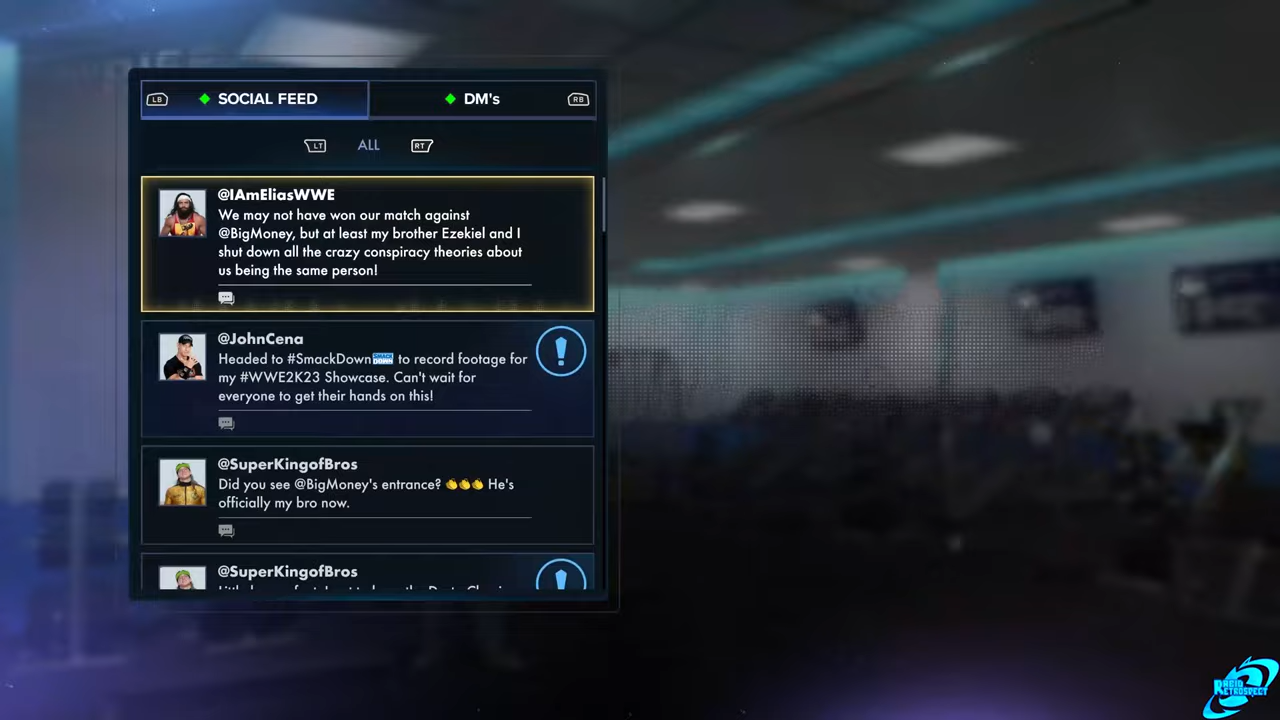 LB SOCIAL FEED DM's RB
LT ALL RT
@IAmEliasWWE
We may not have won our match against
@BigMoney, but at least my brother Ezekiel and I
shut down all the crazy conspiracy theories about
us being the same person!
@JohnCena
Headed to #SmackDown SMACK DOWN to record footage for
my #WWE2K23 Showcase. Can't wait for
everyone to get their hands on this!
@SuperKingofBros
Did you see @BigMoney's entrance? 👏👏👏 He's
officially my bro now.
@SuperKingofBros
RETROSPECT